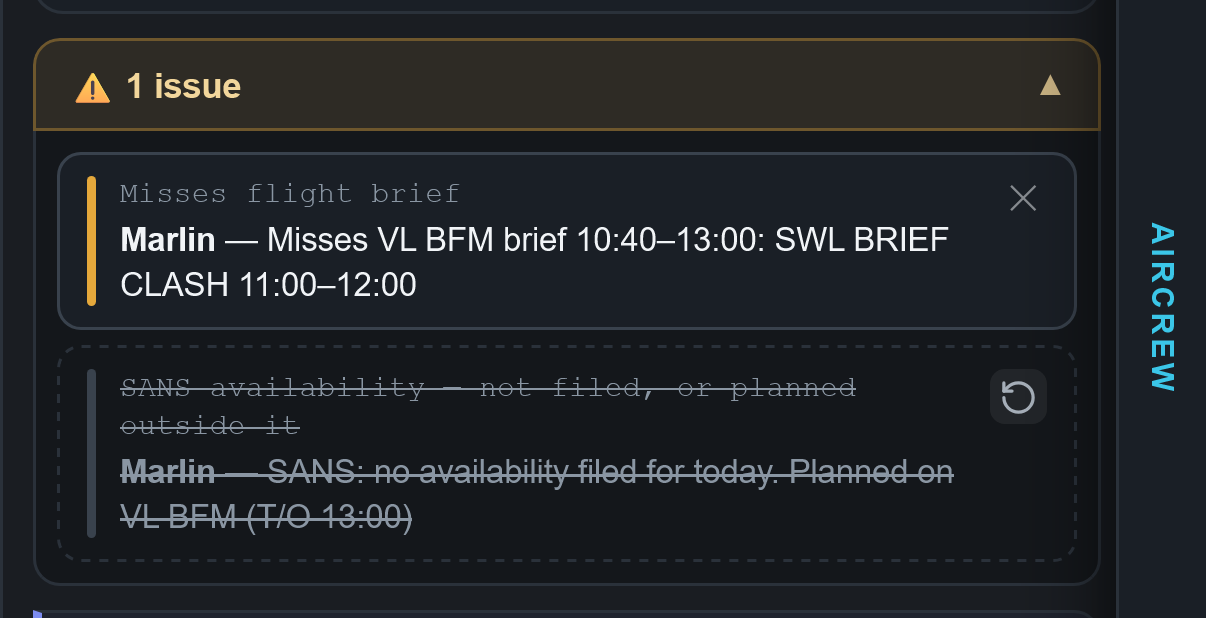 1 issue
Misses flight brief
Marlin — Misses VL BFM brief 10:40–13:00: SWL BRIEF
CLASH 11:00–12:00
SANS availability — not filed, or planned
outside it
Marlin — SANS: no availability filed for today. Planned on
VL BFM (T/O 13:00)
AIRCREW